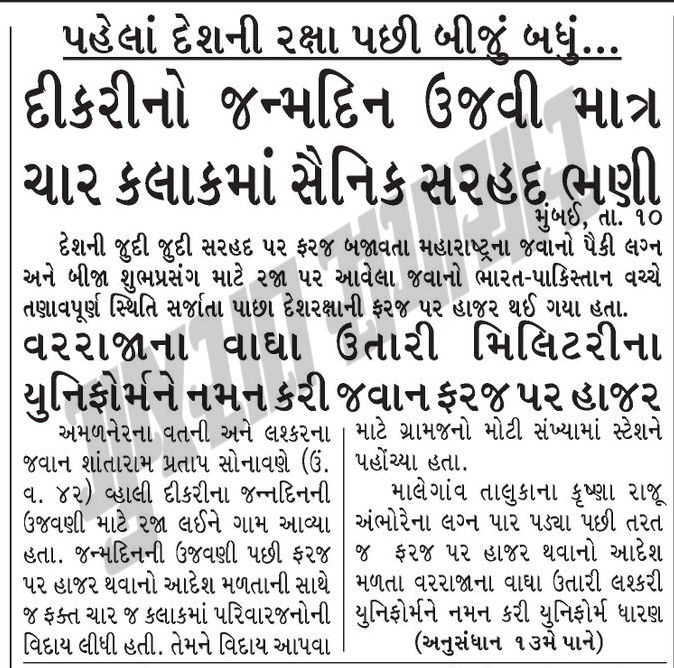 પહેલાં દેશની રક્ષા પછી બીજું બધું...
દીકરીનો જન્મદિન ઉજવી માત્ર
ચાર કલાકમાં સૈનિક સરહદ ભણી
મુંબઈ, તા. ૧૦
દેશની જુદી જુદી સરહદ પર ફરજ બજાવતા મહારાષ્ટ્રના જવાનો પૈકી લગ્ન
અને બીજા શુભપ્રસંગ માટે રજા પર આવેલા જવાનો ભારત-પાકિસ્તાન વચ્ચે
તણાવપૂર્ણ સ્થિતિ સર્જાતા પાછા દેશરક્ષાની ફરજ પર હાજર થઈ ગયા હતા.
વરરાજાના વાઘા ઉતારી મિલિટરીના
યુનિફોર્મને નમન કરી જવાન ફરજ પર હાજર
અમળનેરના વતની અને લશ્કરના
જવાન શાંતારામ પ્રતાપ સોનાવણે (ઉં.
વ. ૪૨) વ્હાલી દીકરીના જન્નદિનની
ઉજવણી માટે રજા લઈને ગામ આવ્યા
હતા. જન્મદિનની ઉજવણી પછી ફરજ
પર હાજર થવાનો આદેશ મળતાની સાથે
જ ફક્ત ચાર જ કલાકમાં પરિવારજનોની
વિદાય લીધી હતી. તેમને વિદાય આપવા
માટે ગ્રામજનો મોટી સંખ્યામાં સ્ટેશને
પહોંચ્યા હતા.
માલેગાંવ તાલુકાના કૃષ્ણા રાજૂ
અંભોરેના લગ્ન પાર પડ્યા પછી તરત
જ ફરજ પર હાજર થવાનો આદેશ
મળતા વરરાજાના વાઘા ઉતારી લશ્કરી
યુનિફોર્મને નમન કરી યુનિફોર્મ ધારણ
(અનુસંધાન ૧૩મે પાને)
ગુજરાત સમાચાર